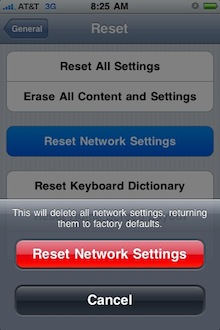 AT&T 3G 8:25 AM
General Reset
Reset All Settings
Erase All Content and Settings
Reset Network Settings
Reset Keyboard Dictionary
This will delete all network settings, returning
them to factory defaults.
Reset Network Settings
Cancel